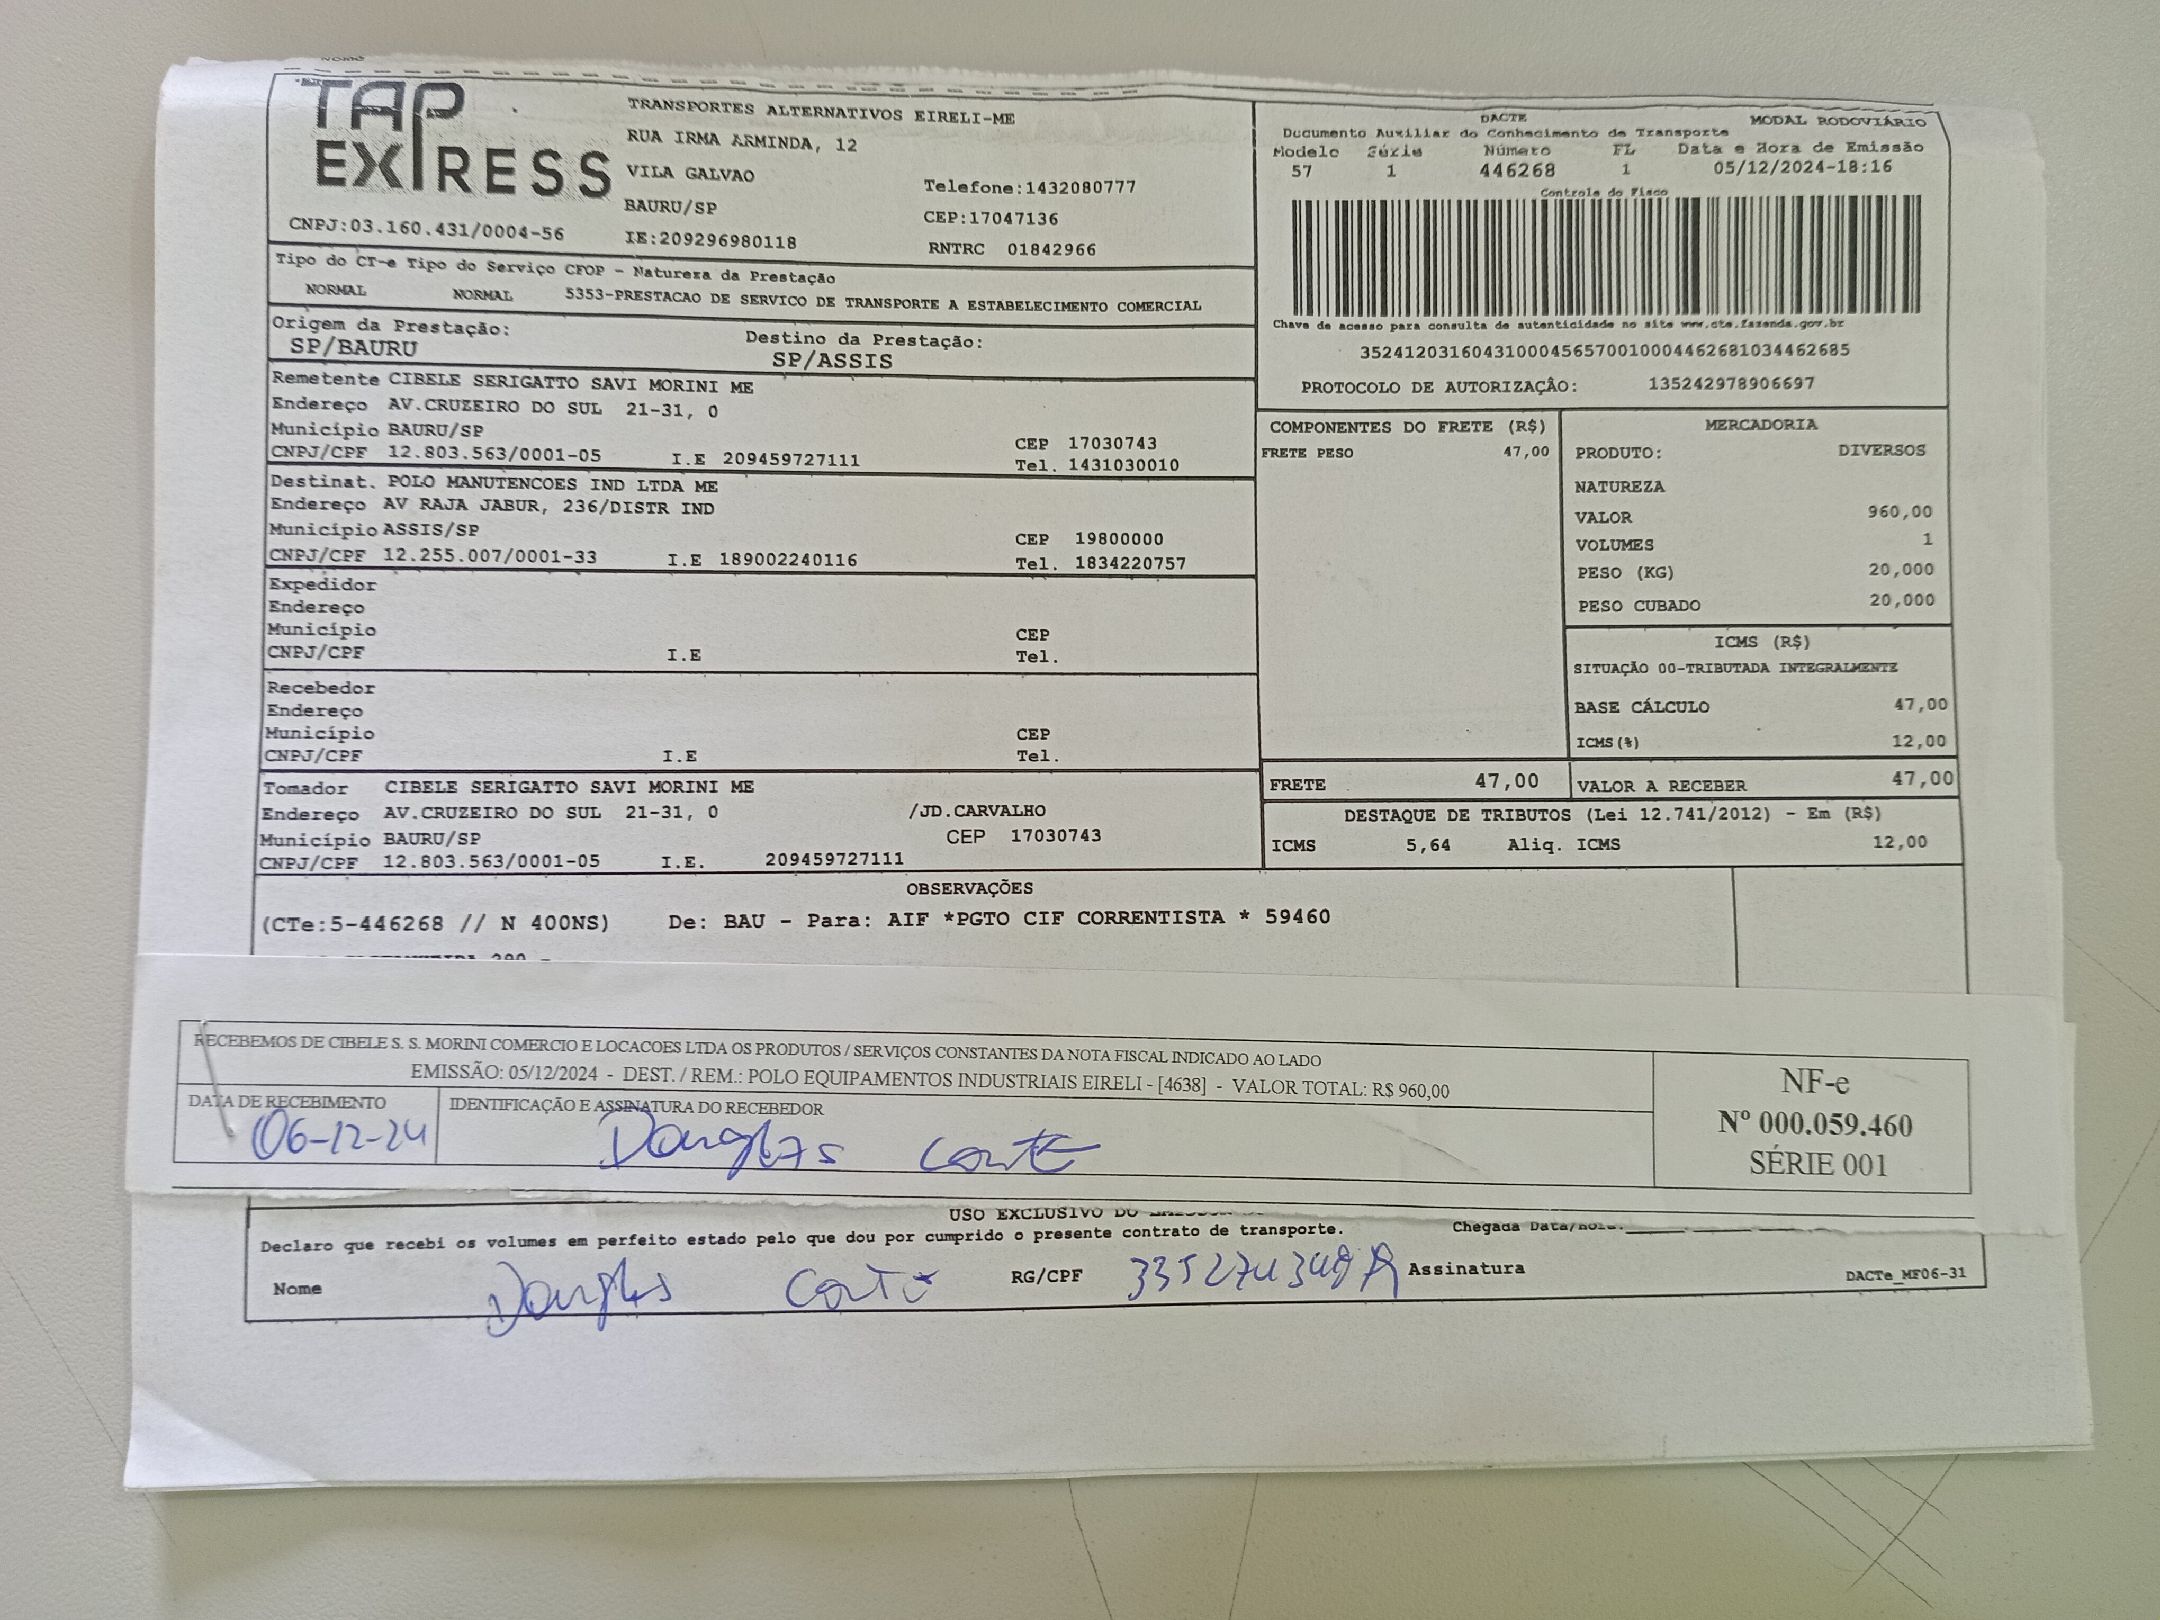 TAP EXPRESS
CNPJ:03.160.431/0004-56
TRANSPORTES ALTERNATIVOS EIRELI-ME
RUA IRMA ARMINDA, 12
VILA GALVAO
BAURU/SP
IE:209296980118
Telefone:1432080777
CEP:17047136
RNTRC 01842966
DACTE
MODAL RODOVIÁRIO
Documento Auxiliar do Conhecimento de Transporte
Modelo Série Número FL Data e Hora de Emissão
57 1 446268 1 05/12/2024-18:16
Controle do Fisco
Chave de acesso para consulta de autenticidade no site www.cte.fazenda.gov.br
35241203160431000456570010004462681034462685
PROTOCOLO DE AUTORIZAÇÂO: 135242978906697
Tipo do CT-e Tipo do Serviço CFOP - Natureza da Prestação
NORMAL NORMAL 5353-PRESTACAO DE SERVICO DE TRANSPORTE A ESTABELECIMENTO COMERCIAL
Origem da Prestação: Destino da Prestação:
SP/BAURU SP/ASSIS
Remetente CIBELE SERIGATTO SAVI MORINI ME
Endereço AV.CRUZEIRO DO SUL 21-31, 0
Município BAURU/SP CEP 17030743
CNPJ/CPF 12.803.563/0001-05 I.E 209459727111 Tel. 1431030010
Destinat. POLO MANUTENCOES IND LTDA ME
Endereço AV RAJA JABUR, 236/DISTR IND
Município ASSIS/SP CEP 19800000
CNPJ/CPF 12.255.007/0001-33 I.E 189002240116 Tel. 1834220757
Expedidor
Endereço
Município CEP
CNPJ/CPF I.E Tel.
Recebedor
Endereço
Município CEP
CNPJ/CPF I.E Tel.
Tomador CIBELE SERIGATTO SAVI MORINI ME
Endereço AV.CRUZEIRO DO SUL 21-31, 0 /JD.CARVALHO
Município BAURU/SP CEP 17030743
CNPJ/CPF 12.803.563/0001-05 I.E. 209459727111
COMPONENTES DO FRETE (R$)
FRETE PESO 47,00
MERCADORIA
PRODUTO: DIVERSOS
NATUREZA
VALOR 960,00
VOLUMES 1
PESO (KG) 20,000
PESO CUBADO 20,000
ICMS (R$)
SITUAÇÃO 00-TRIBUTADA INTEGRALMENTE
BASE CÁLCULO 47,00
ICMS(%) 12,00
FRETE 47,00 VALOR A RECEBER 47,00
DESTAQUE DE TRIBUTOS (Lei 12.741/2012) - Em (R$)
ICMS 5,64 Aliq. ICMS 12,00
OBSERVAÇÕES
(CTe:5-446268 // N 400NS) De: BAU - Para: AIF *PGTO CIF CORRENTISTA * 59460
RECEBEMOS DE CIBELE S. S. MORINI COMERCIO E LOCACOES LTDA OS PRODUTOS / SERVIÇOS CONSTANTES DA NOTA FISCAL INDICADO AO LADO
EMISSÃO: 05/12/2024 - DEST. / REM.: POLO EQUIPAMENTOS INDUSTRIAIS EIRELI - [4638] - VALOR TOTAL: R$ 960,00
DATA DE RECEBIMENTO IDENTIFICAÇÃO E ASSINATURA DO RECEBEDOR
06-12-24 Douglas
NF-e
Nº 000.059.460
SÉRIE 001
USO EXCLUSIVO DO
Declaro que recebi os volumes em perfeito estado pelo que dou por cumprido o presente contrato de transporte. Chegada Data/
Nome Douglas RG/CPF Assinatura
DACTe_MF06-31